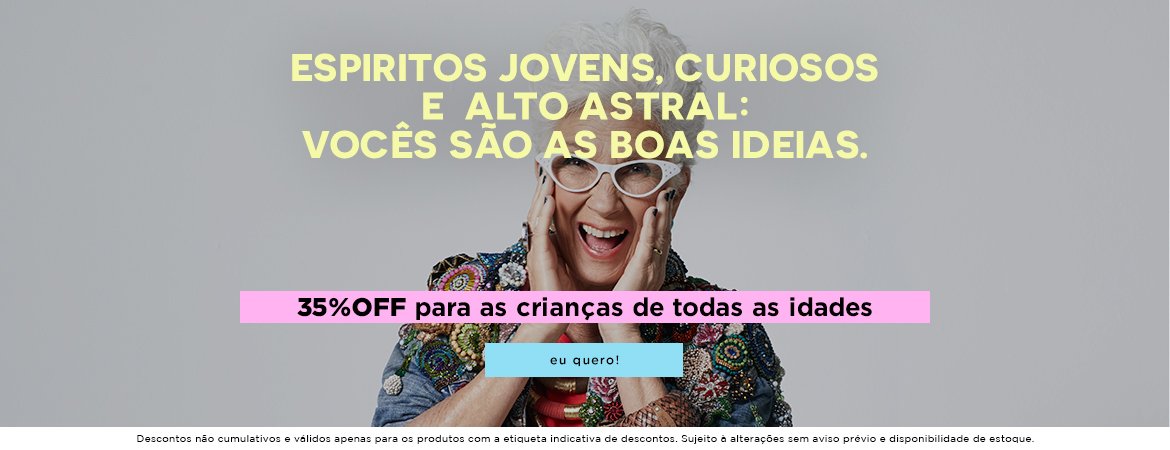 ESPIRITOS JOVENS, CURIOSOS
E ALTO ASTRAL:
VOCÊS SÃO AS BOAS IDEIAS.
35%OFF para as crianças de todas as idades
eu quero!
Descontos não cumulativos e válidos apenas para os produtos com a etiqueta indicativa de descontos. Sujeito à alterações sem aviso prévio e disponibilidade de estoque.